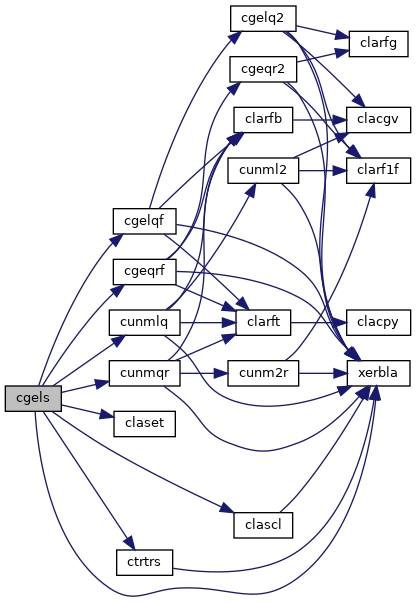 cgelq2
clarfg
cgeqr2
clarfb
clacgv
cunml2
clarf1f
cgelqf
cgeqrf
cunmlq
clarft
clacpy
cunmqr
cunm2r
xerbla
cgels
claset
clascl
ctrtrs